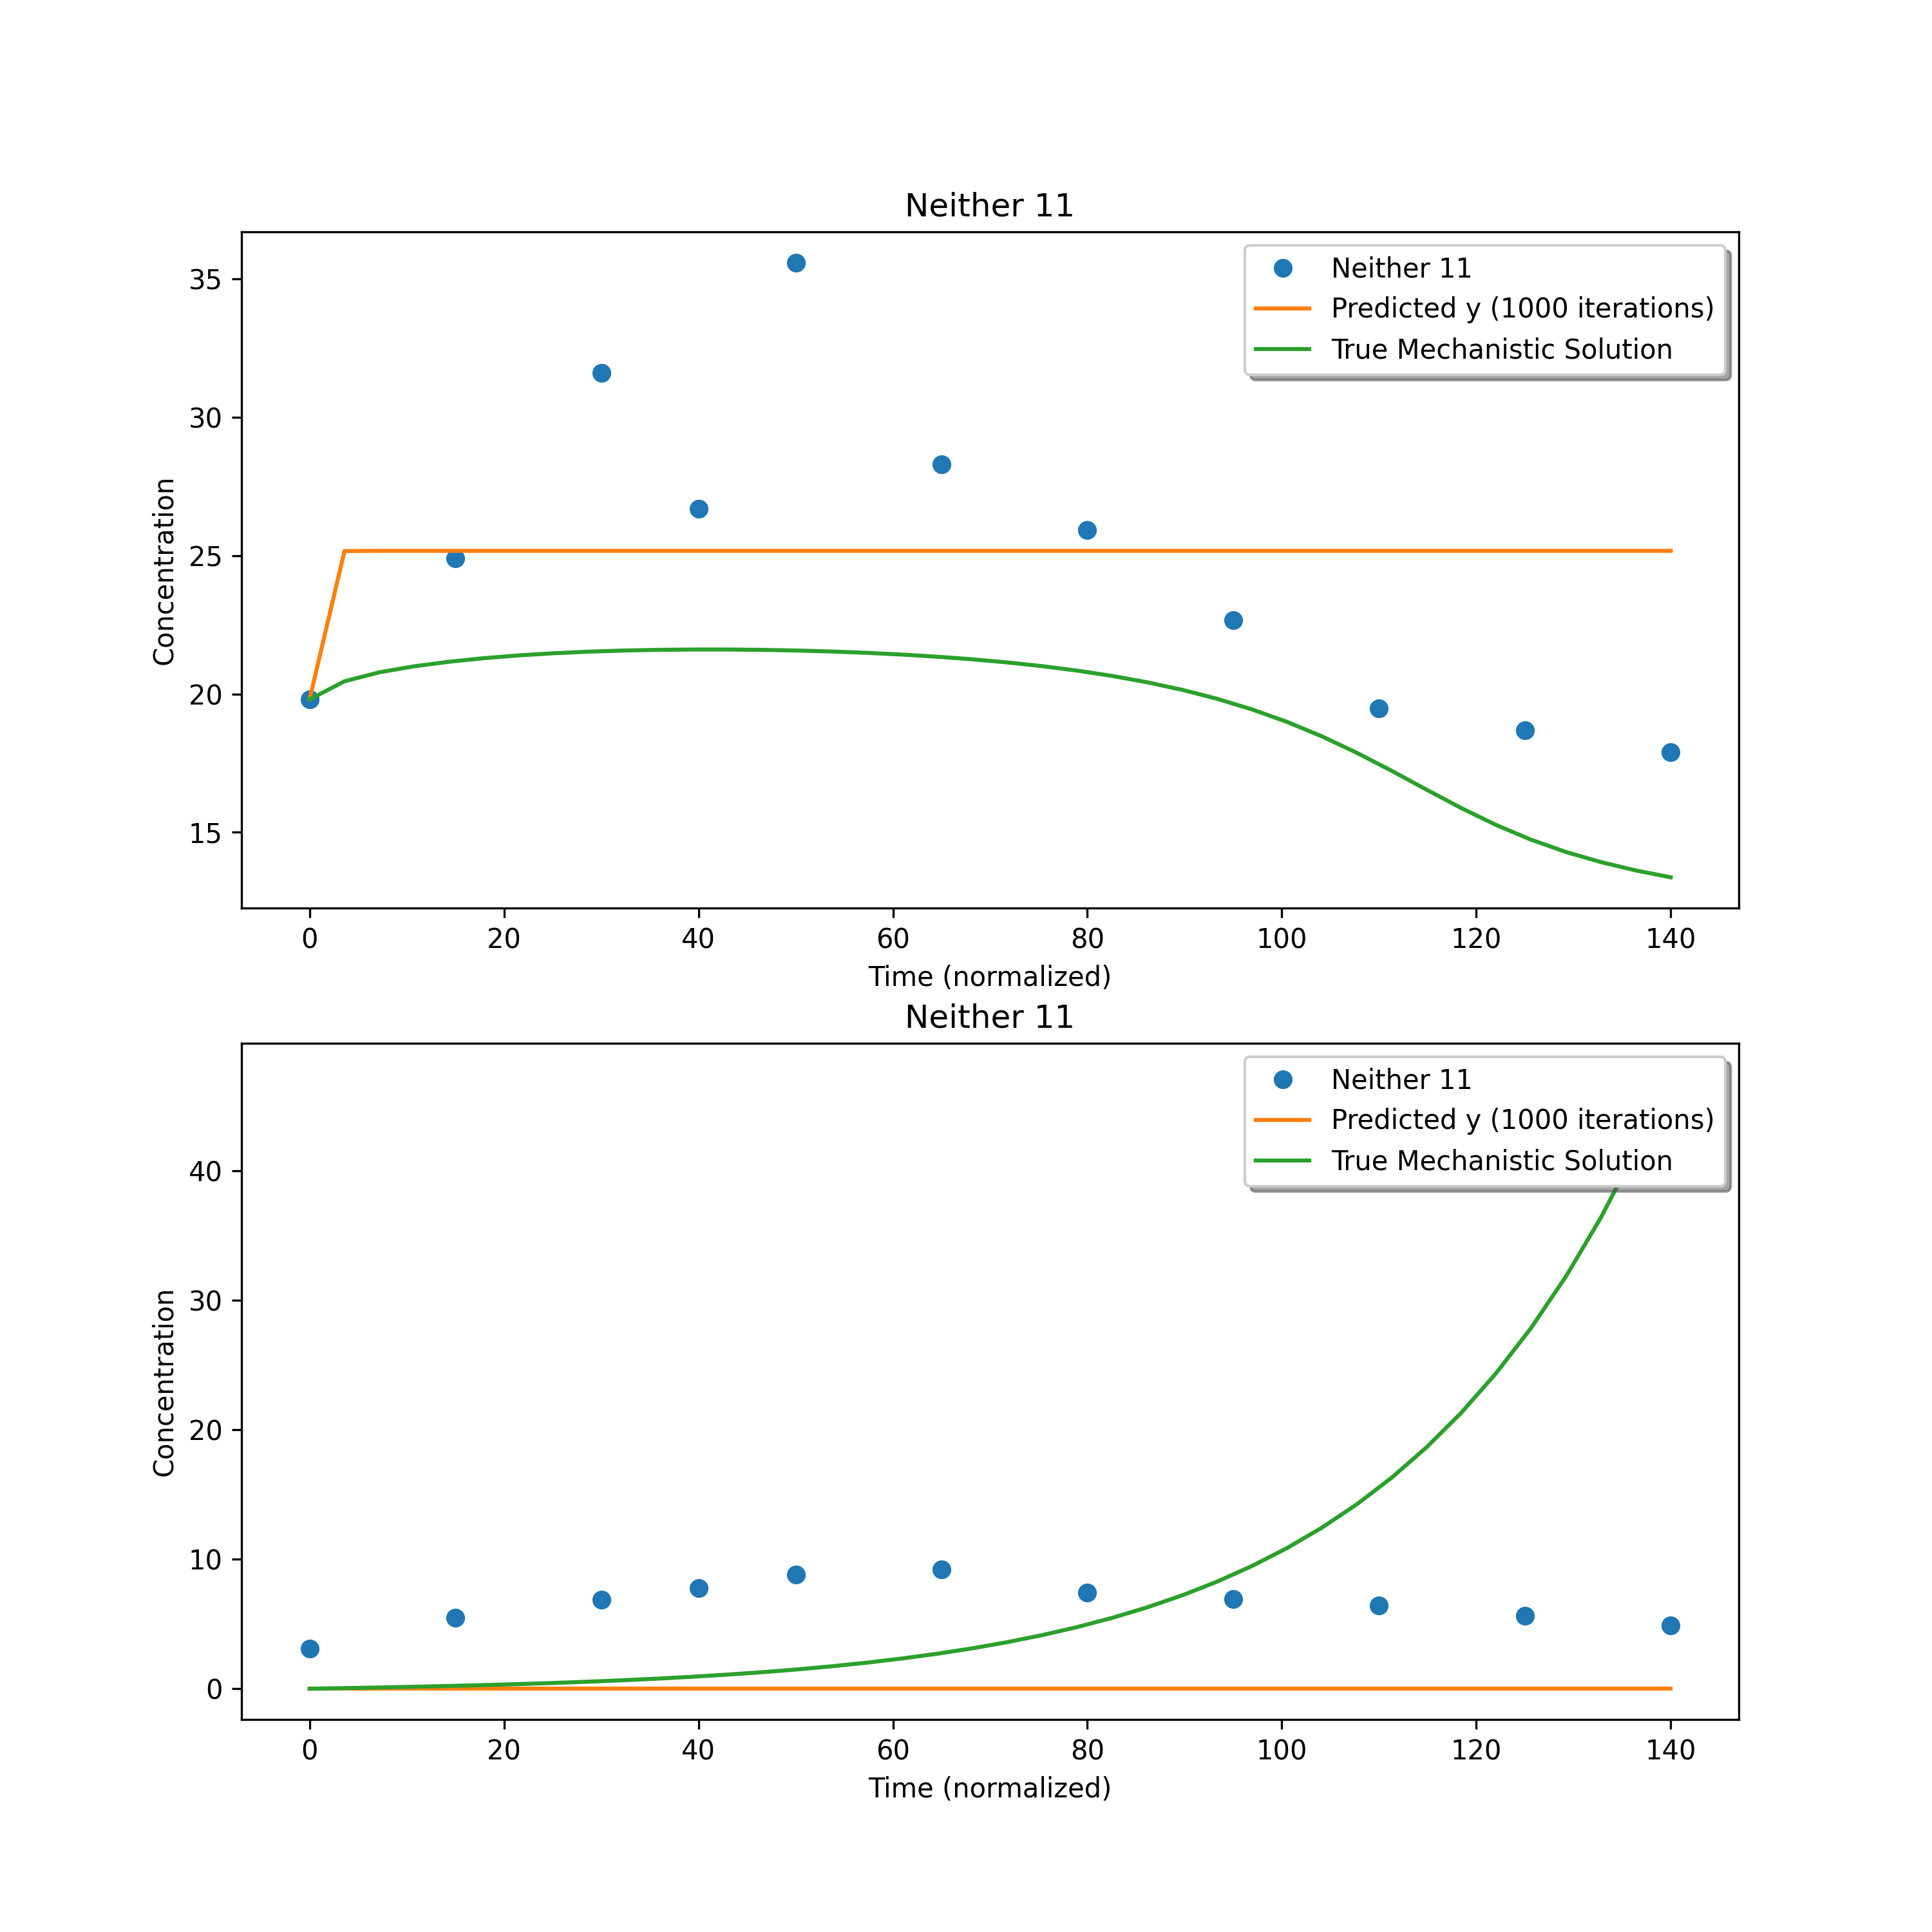 Neither 11
Neither 11
Predicted y (1000 iterations)
True Mechanistic Solution
35
30
25
20
15
Concentration
0 20 40 60 80 100 120 140
Time (normalized)
Neither 11
Neither 11
Predicted y (1000 iterations)
True Mechanistic Solution
40
30
20
10
0
Concentration
0 20 40 60 80 100 120 140
Time (normalized)